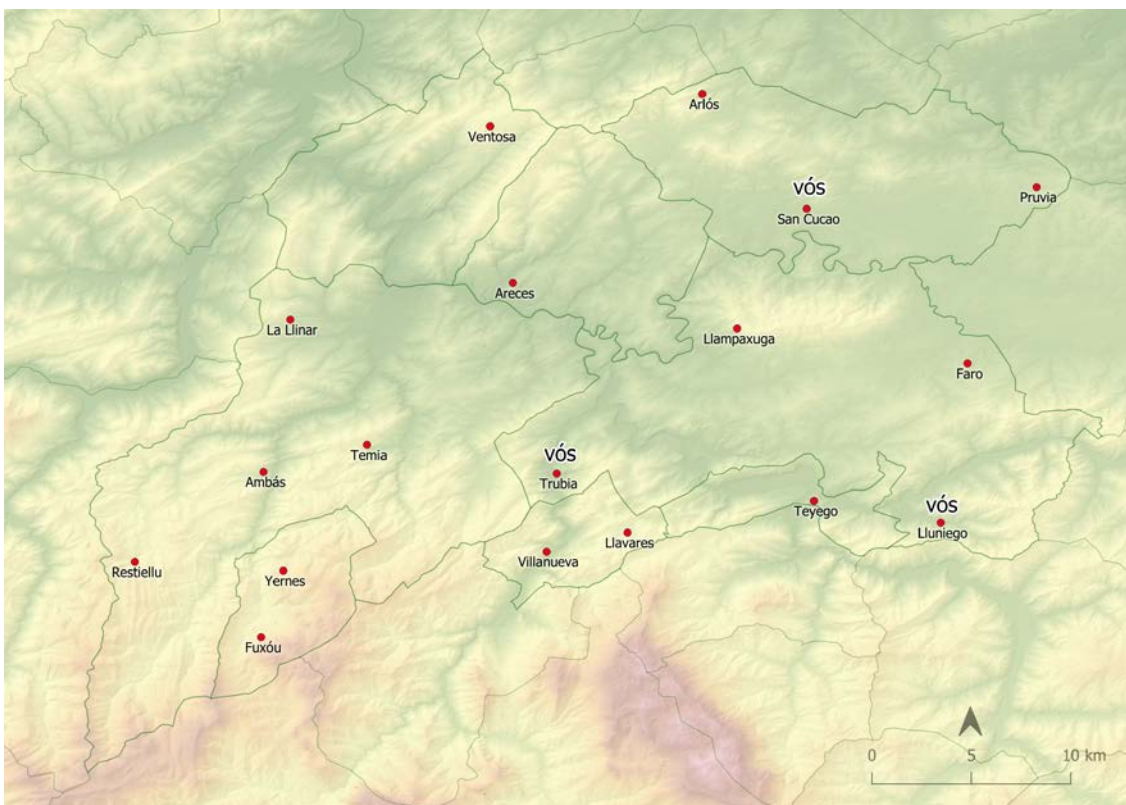 Arlós
Ventosa
VÓS
San Cucao
Pruvia
Areces
La Llinar
Llampaxuga
Faro
Temia
VÓS
Trubia
Ambás
Teyego
VÓS
Lluniego
Llavares
Villanueva
Restiellu
Yernes
Fuxóu
0 5 10 km